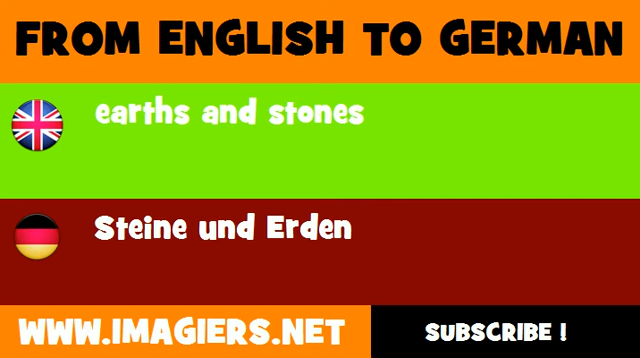 FROM ENGLISH TO GERMAN
earths and stones
Steine und Erden
WWW.IMAGIERS.NET
SUBSCRIBE !